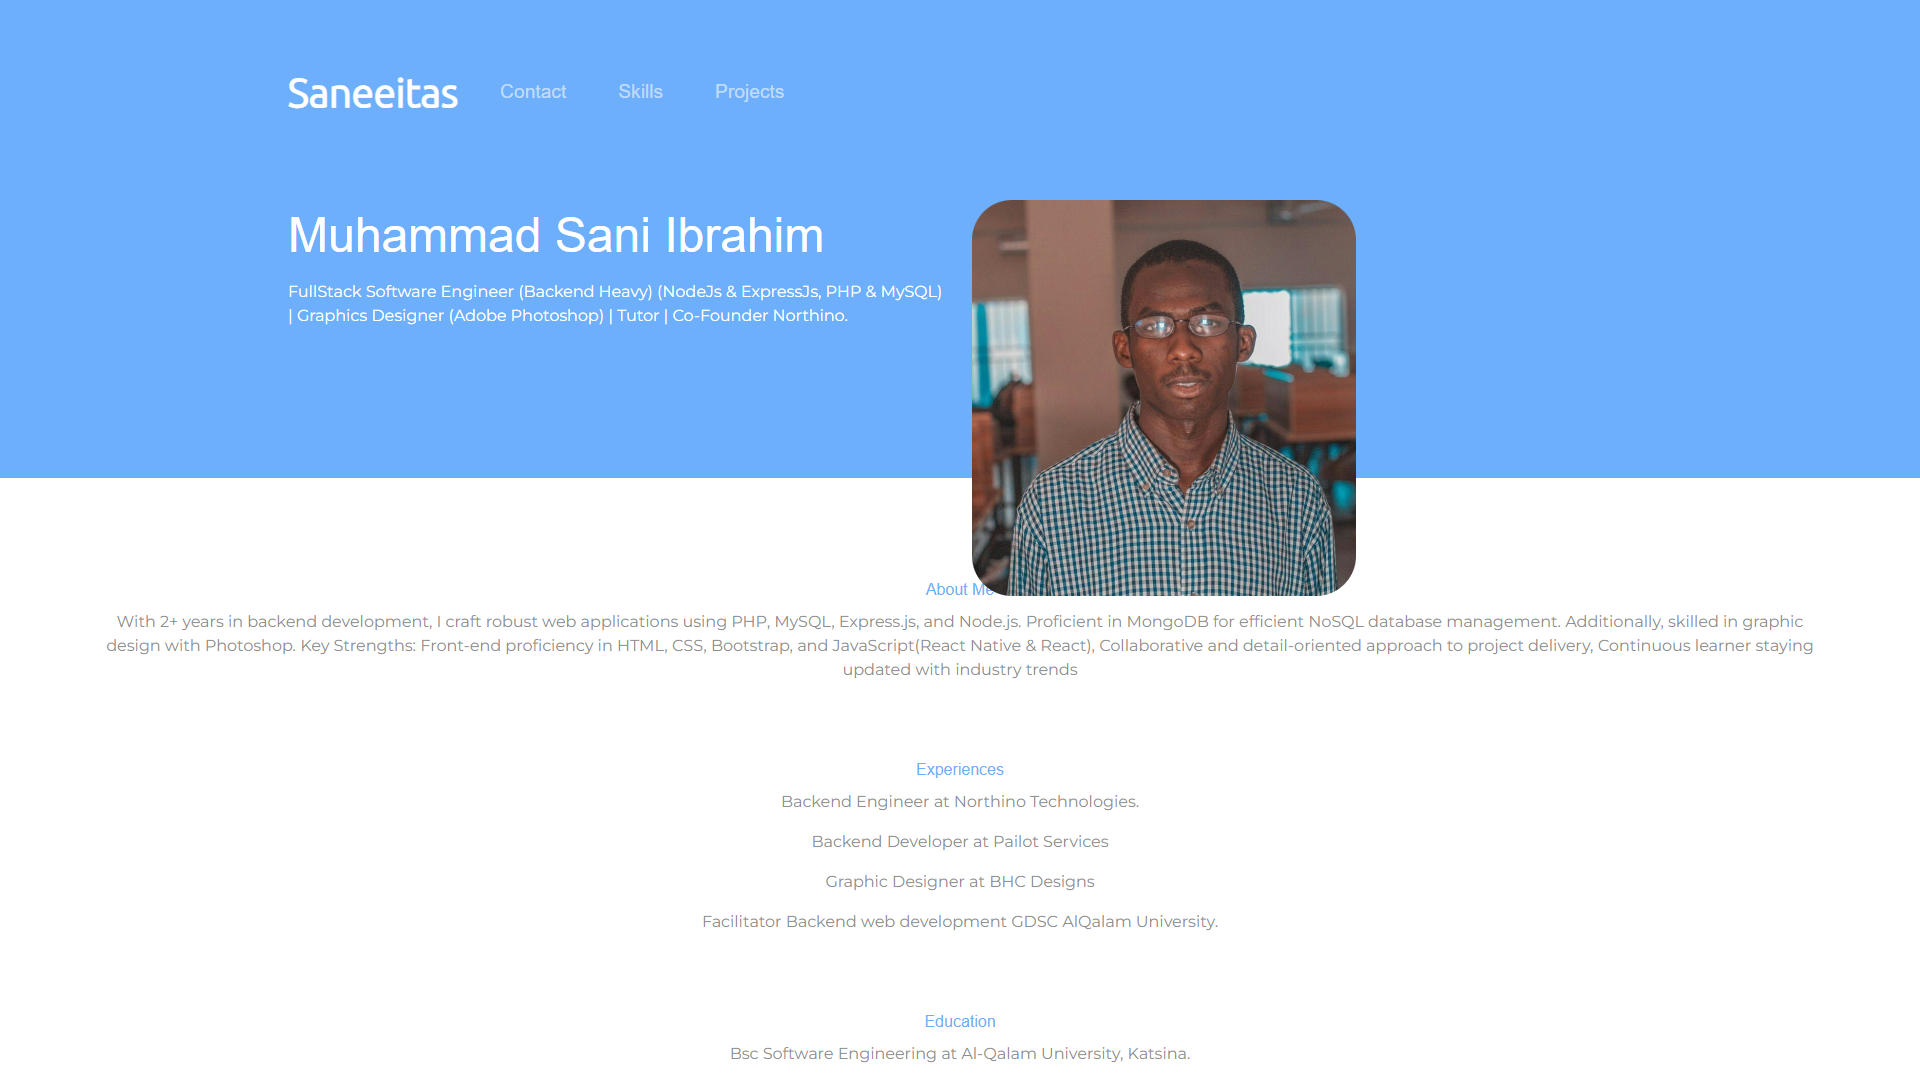 Saneeitas Contact Skills Projects
Muhammad Sani Ibrahim
FullStack Software Engineer (Backend Heavy) (NodeJs & ExpressJs, PHP & MySQL)
| Graphics Designer (Adobe Photoshop) | Tutor | Co-Founder Northino.
About Me
With 2+ years in backend development, I craft robust web applications using PHP, MySQL, Express.js, and Node.js. Proficient in MongoDB for efficient NoSQL database management. Additionally, skilled in graphic
design with Photoshop. Key Strengths: Front-end proficiency in HTML, CSS, Bootstrap, and JavaScript(React Native & React), Collaborative and detail-oriented approach to project delivery, Continuous learner staying
updated with industry trends
Experiences
Backend Engineer at Northino Technologies.
Backend Developer at Pailot Services
Graphic Designer at BHC Designs
Facilitator Backend web development GDSC AlQalam University.
Education
Bsc Software Engineering at Al-Qalam University, Katsina.